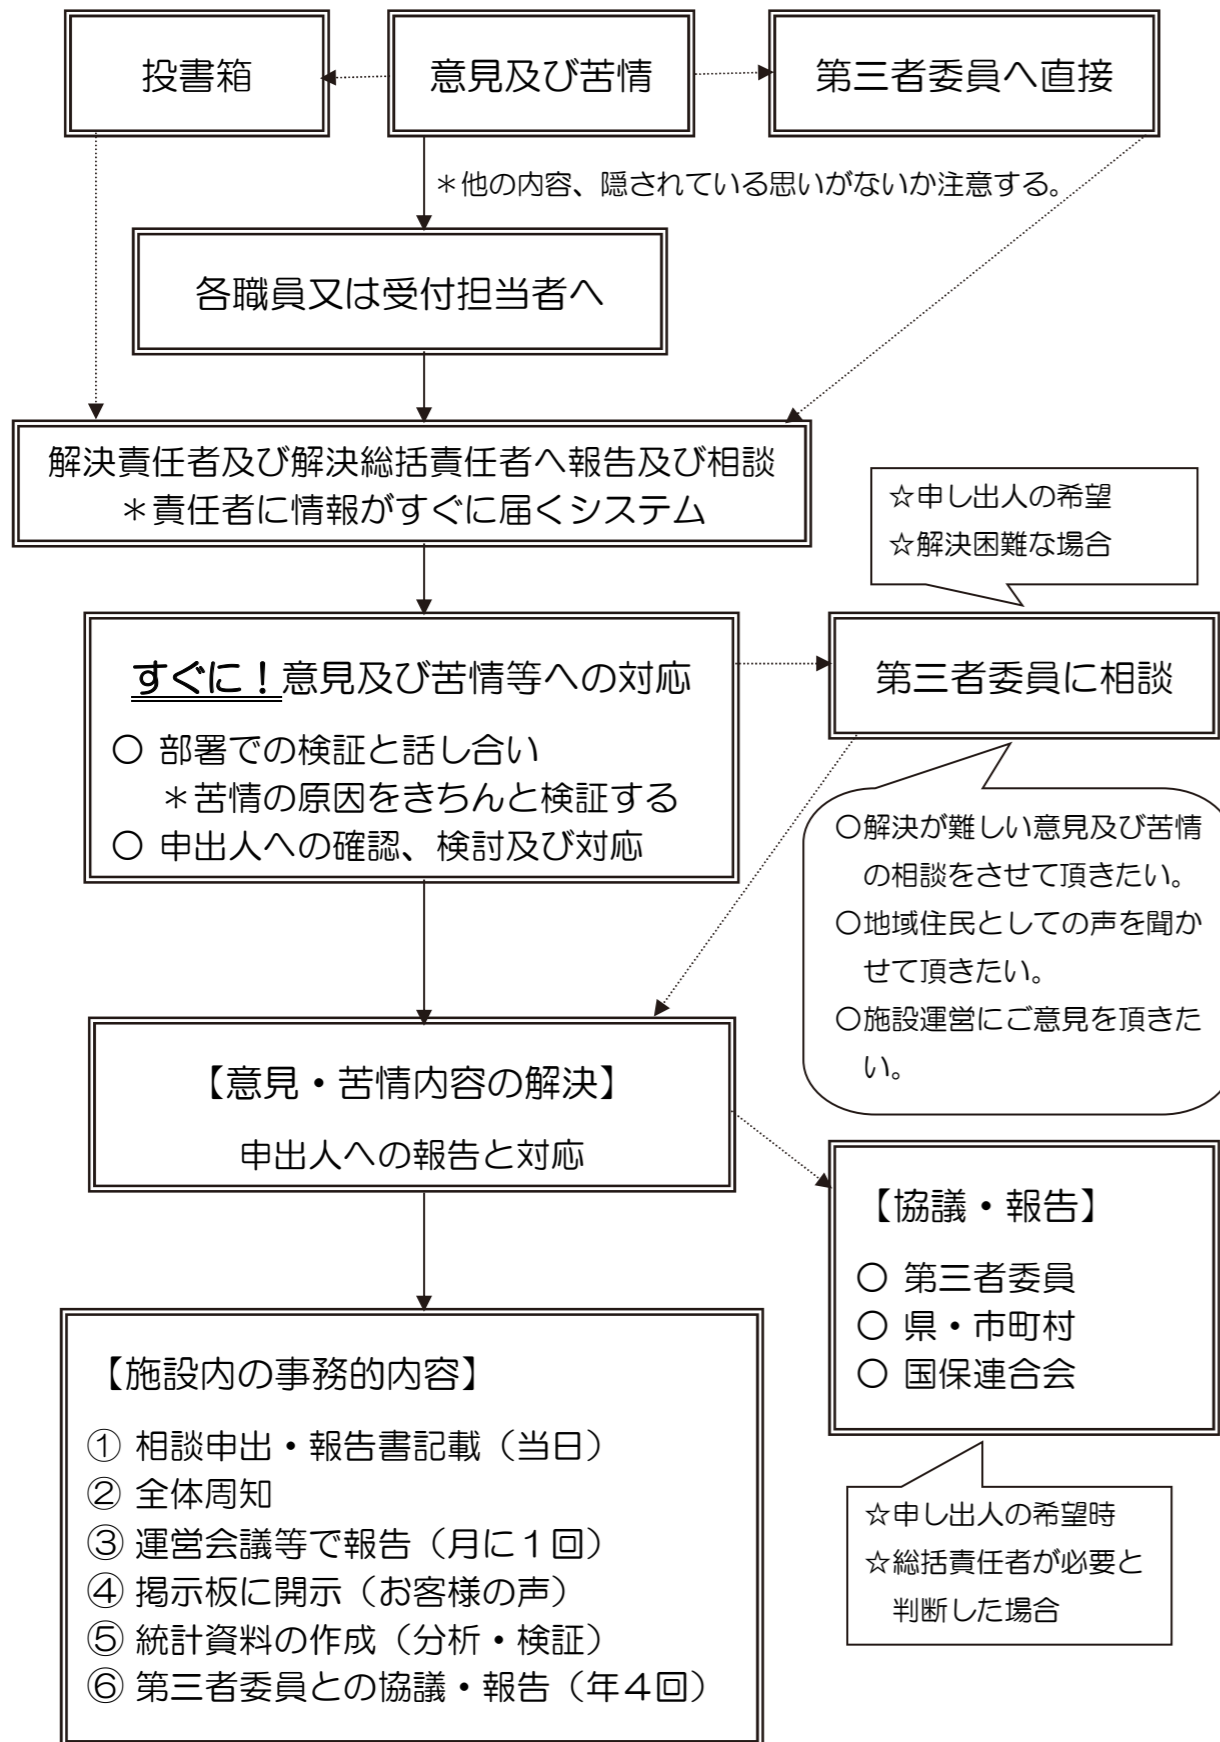 投書箱
意見及び苦情
第三者委員へ直接
＊他の内容、隠されている思いがないか注意する。
各職員又は受付担当者へ
解決責任者及び解決総括責任者へ報告及び相談
＊責任者に情報がすぐに届くシステム
☆申し出人の希望
☆解決困難な場合
すぐに！意見及び苦情等への対応
○ 部署での検証と話し合い
＊苦情の原因をきちんと検証する
○ 申出人への確認、検討及び対応
第三者委員に相談
○解決が難しい意見及び苦情
の相談をさせて頂きたい。
○地域住民としての声を聞か
せて頂きたい。
○施設運営にご意見を頂きた
い。
【意見・苦情内容の解決】
申出人への報告と対応
【協議・報告】
○ 第三者委員
○ 県・市町村
○ 国保連合会
☆申し出人の希望時
☆総括責任者が必要と
判断した場合
【施設内の事務的内容】
① 相談申出・報告書記載（当日）
② 全体周知
③ 運営会議等で報告（月に１回）
④ 掲示板に開示（お客様の声）
⑤ 統計資料の作成（分析・検証）
⑥ 第三者委員との協議・報告（年４回）